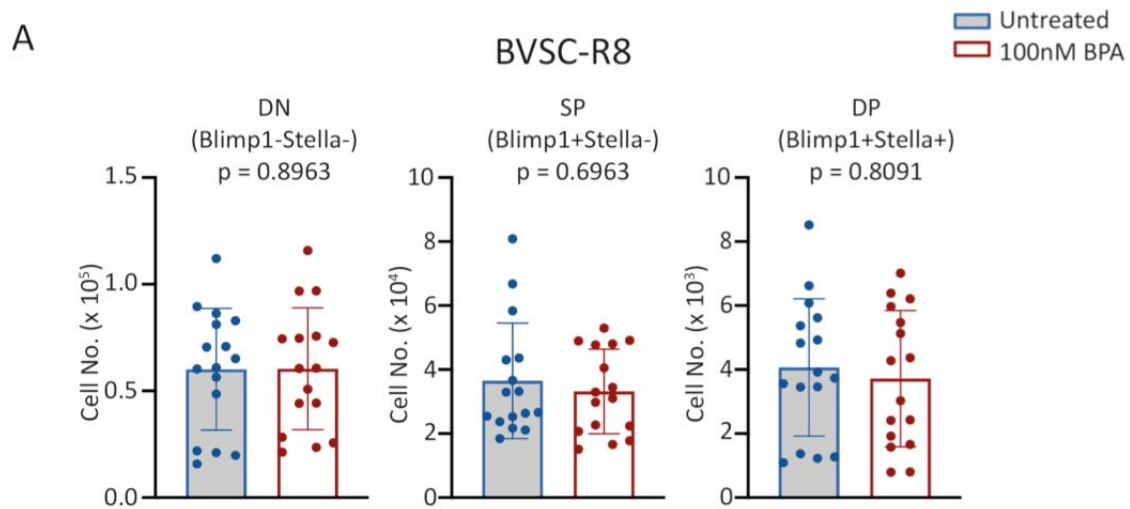 A
BVSC-R8
Untreated
100nM BPA
DN
(Blimp1-Stella-)
p = 0.8963
Cell No. (x 10⁵)
1.5
1.0
0.5
0.0
SP
(Blimp1+Stella-)
p = 0.6963
Cell No. (x 10⁴)
10
8
6
4
2
0
DP
(Blimp1+Stella+)
p = 0.8091
Cell No. (x 10³)
10
8
6
4
2
0